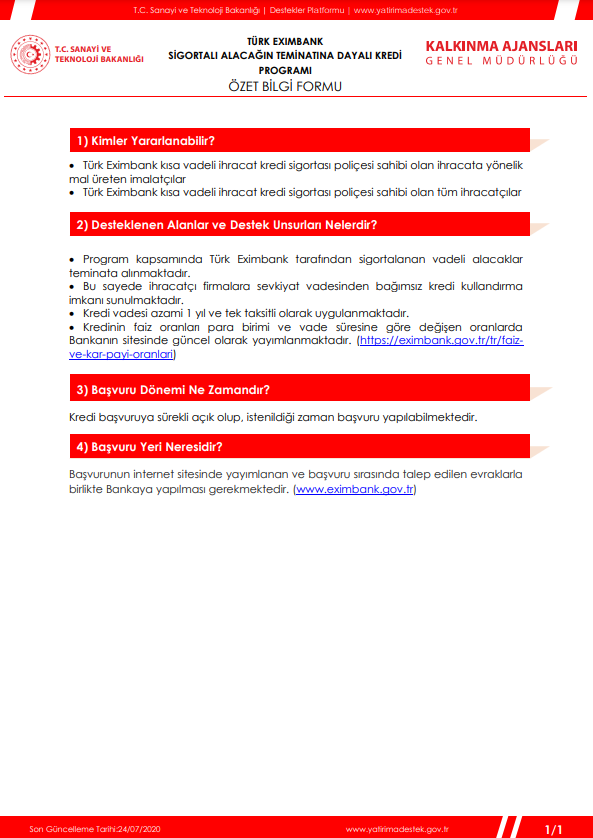 T.C. Sanayi ve Teknoloji Bakanlığı | Destekler Platformu | www.yatirimadestek.gov.tr
T.C. SANAYİ VE
TEKNOLOJİ BAKANLIĞI
TÜRK EXIMBANK
SİGORTALI ALACAĞIN TEMİNATINA DAYALI KREDİ
PROGRAMI
ÖZET BİLGİ FORMU
KALKINMA AJANSLARI
GENEL MÜDÜRLÜĞÜ
1) Kimler Yararlanabilir?
• Türk Eximbank kısa vadeli ihracat kredi sigortası poliçesi sahibi olan ihracata yönelik
mal üreten imalatçılar
• Türk Eximbank kısa vadeli ihracat kredi sigortası poliçesi sahibi olan tüm ihracatçılar
2) Desteklenen Alanlar ve Destek Unsurları Nelerdir?
• Program kapsamında Türk Eximbank tarafından sigortalanan vadeli alacaklar
teminata alınmaktadır.
• Bu sayede ihracatçı firmalara sevkiyat vadesinden bağımsız kredi kullandırma
imkanı sunulmaktadır.
• Kredi vadesi azami 1 yıl ve tek taksitli olarak uygulanmaktadır.
• Kredinin faiz oranları para birimi ve vade süresine göre değişen oranlarda
Bankanın sitesinde güncel olarak yayımlanmaktadır. (https://eximbank.gov.tr/tr/faiz-
ve-kar-payi-oranlari)
3) Başvuru Dönemi Ne Zamandır?
Kredi başvuruya sürekli açık olup, istenildiği zaman başvuru yapılabilmektedir.
4) Başvuru Yeri Neresidir?
Başvurunun internet sitesinde yayımlanan ve başvuru sırasında talep edilen evraklarla
birlikte Bankaya yapılması gerekmektedir. (www.eximbank.gov.tr)
Son Güncelleme Tarihi:24/07/2020
www.yatirimadestek.gov.tr
1/1